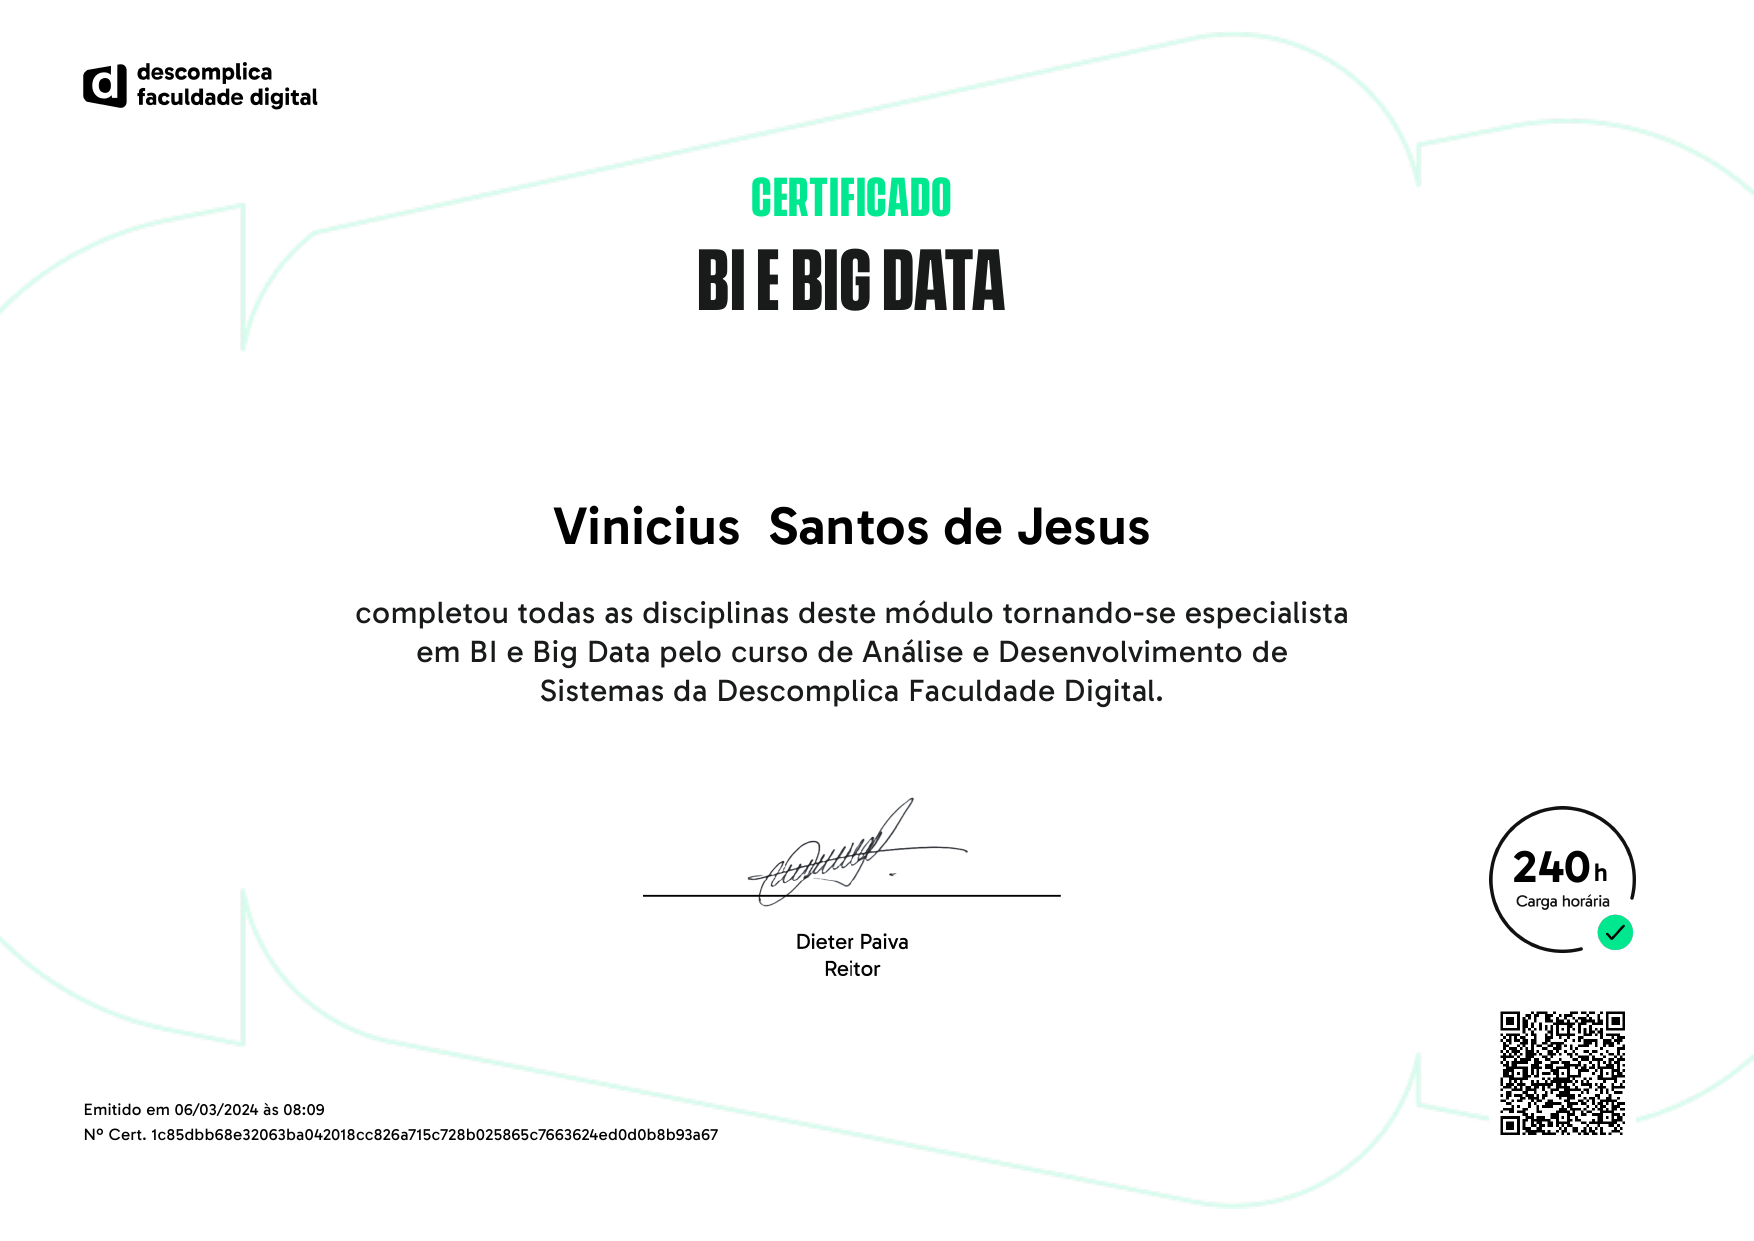 descomplica
faculdade digital
CERTIFICADO
BI E BIG DATA
Vinicius  Santos de Jesus
completou todas as disciplinas deste módulo tornando-se especialista
em BI e Big Data pelo curso de Análise e Desenvolvimento de
Sistemas da Descomplica Faculdade Digital.
Dieter Paiva
Reitor
240h
Carga horária
Emitido em 06/03/2024 às 08:09
Nº Cert. 1c85dbb68e32063ba042018cc826a715c728b025865c7663624ed0d0b8b93a67